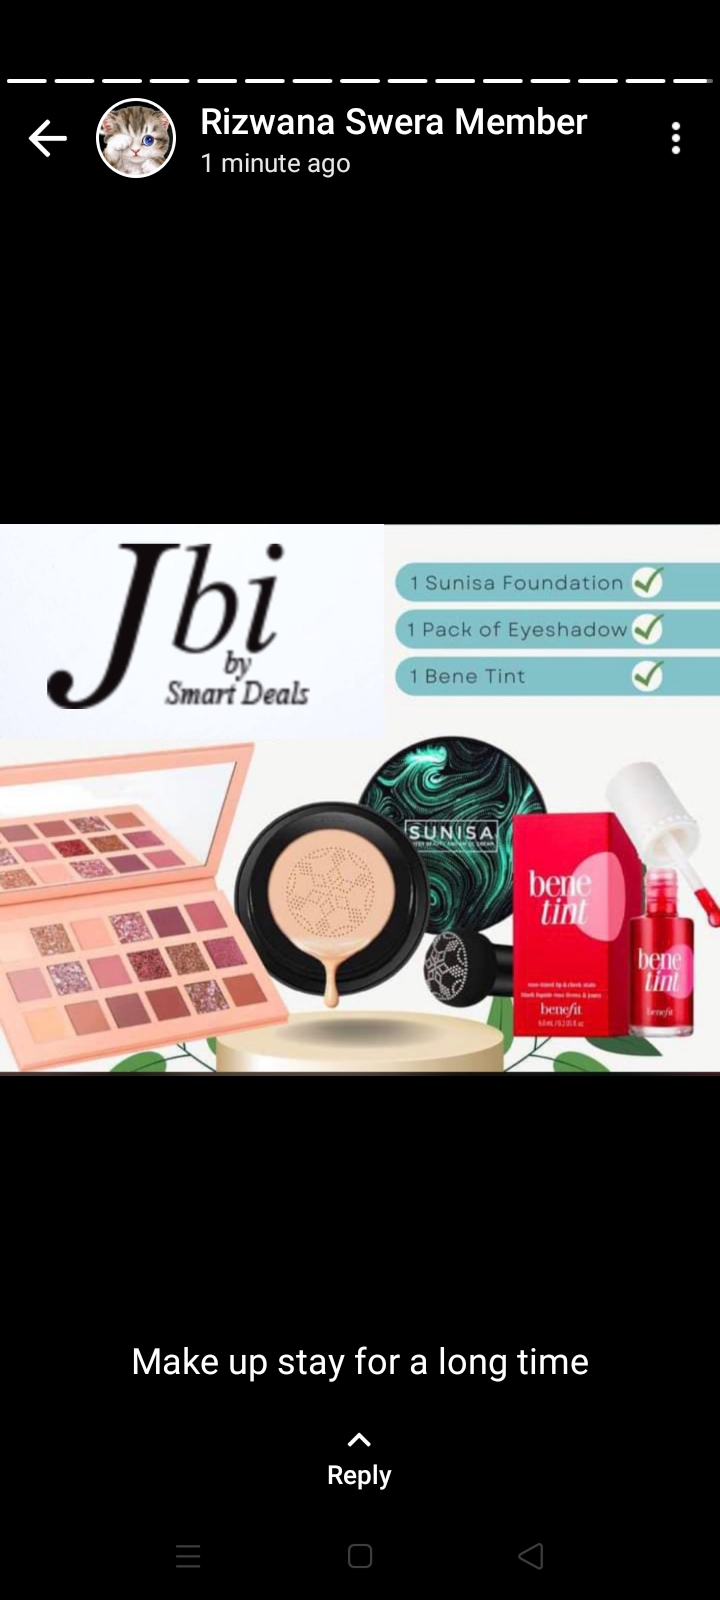 Rizwana Swera Member
1 minute ago
Jbi
by
Smart Deals
1 Sunisa Foundation
1 Pack of Eyeshadow
1 Bene Tint
SUNISA
bene
tint
benefit
bene
tint
benefit
Make up stay for a long time
Reply